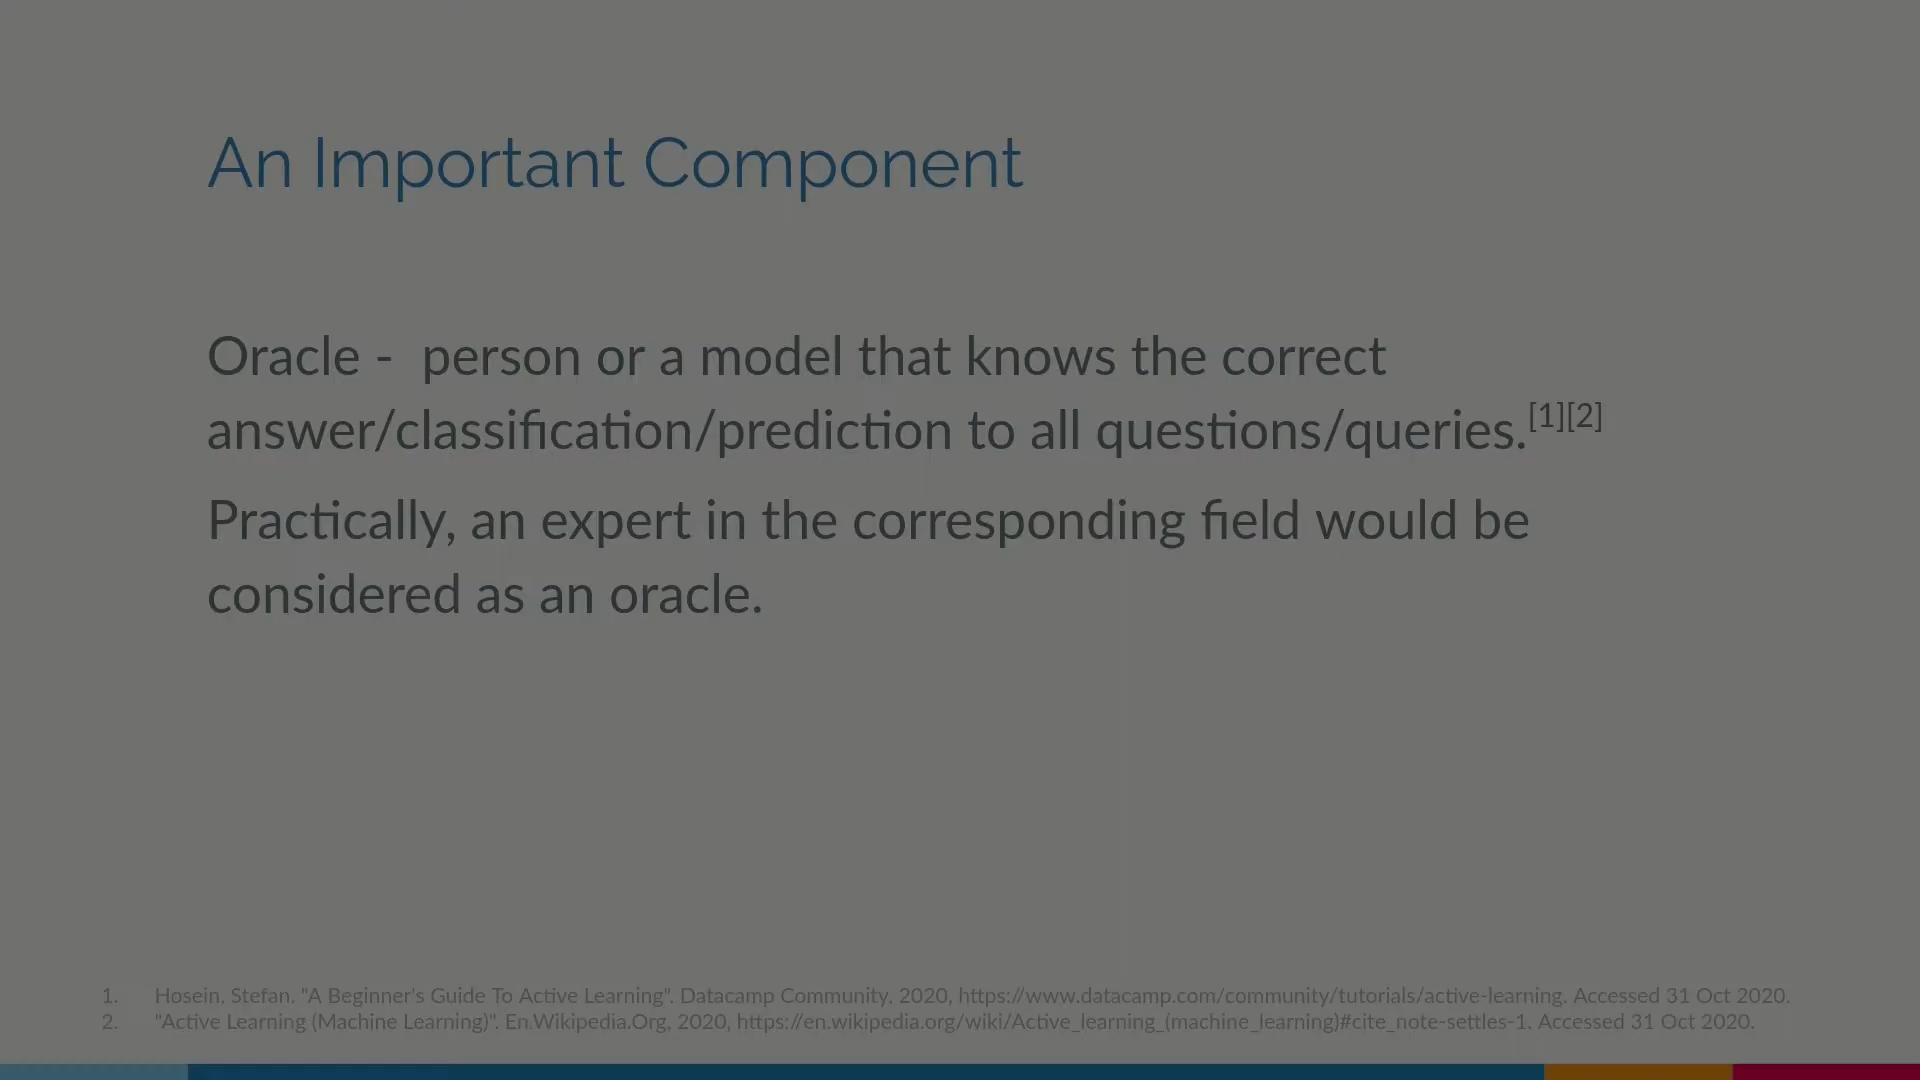 An Important Component
Oracle -  person or a model that knows the correct
answer/classification/prediction to all questions/queries.[1][2]
Practically, an expert in the corresponding field would be
considered as an oracle.
1. Hosein, Stefan. "A Beginner's Guide To Active Learning". Datacamp Community, 2020, https://www.datacamp.com/community/tutorials/active-learning. Accessed 31 Oct 2020.
2. "Active Learning (Machine Learning)". En.Wikipedia.Org, 2020, https://en.wikipedia.org/wiki/Active_learning_(machine_learning)#cite_note-settles-1. Accessed 31 Oct 2020.